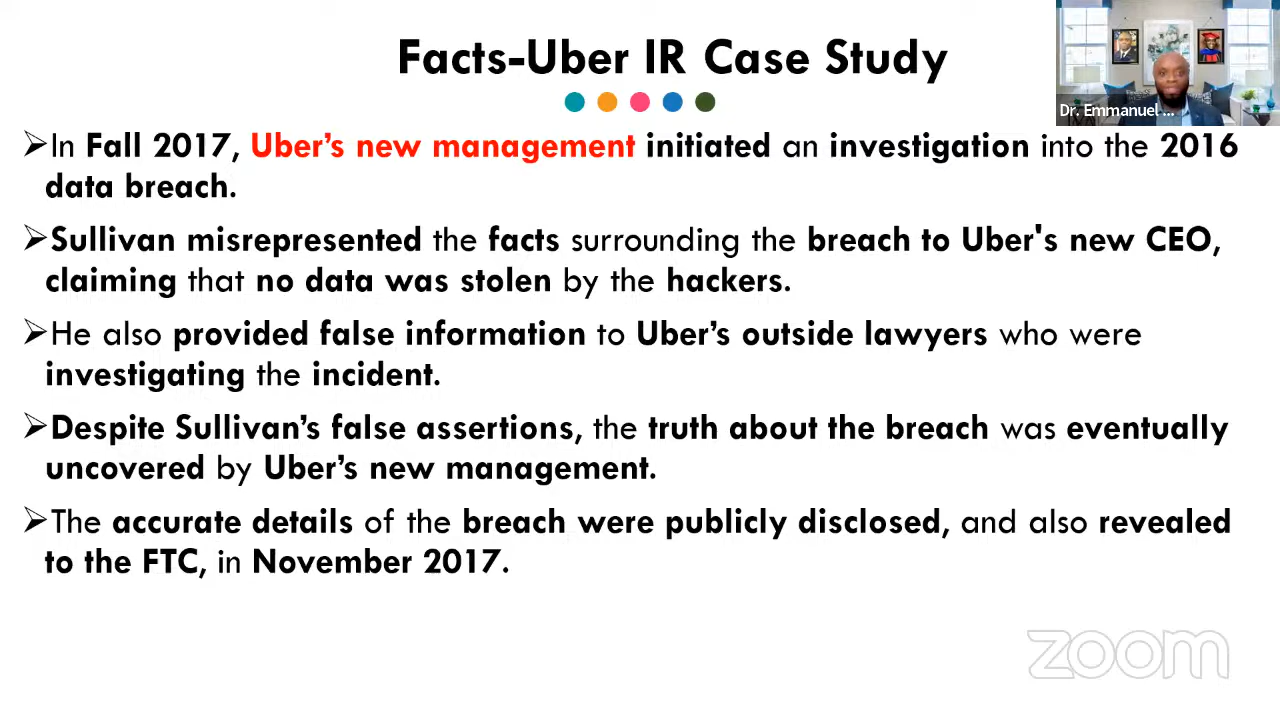 Facts-Uber IR Case Study
Dr. Emmanuel ...
➢In Fall 2017, Uber’s new management initiated an investigation into the 2016
data breach.
➢Sullivan misrepresented the facts surrounding the breach to Uber's new CEO,
claiming that no data was stolen by the hackers.
➢He also provided false information to Uber’s outside lawyers who were
investigating the incident.
➢Despite Sullivan’s false assertions, the truth about the breach was eventually
uncovered by Uber’s new management.
➢The accurate details of the breach were publicly disclosed, and also revealed
to the FTC, in November 2017.
zoom